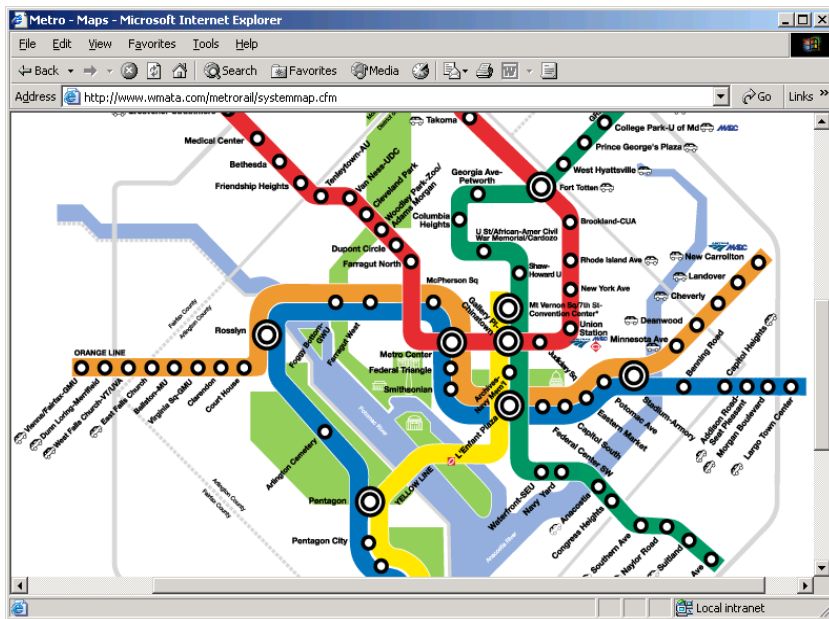 Metro - Maps - Microsoft Internet Explorer
File Edit View Favorites Tools Help
Back Search Favorites Media
Address http://www.wmata.com/metrorail/systemmap.cfm Go Links »
Takoma
College Park-U of Md
Prince George's Plaza
West Hyattsville
Fort Totten
Medical Center
Bethesda
Friendship Heights
Tenleytown-AU
Van Ness-UDC
Cleveland Park
Woodley Park-Zoo/
Adams Morgan
Dupont Circle
Farragut North
Georgia Ave-
Petworth
Columbia
Heights
U St/African-Amer Civil
War Memorial/Cardozo
Shaw-
Howard U
Brookland-CUA
Rhode Island Ave
New York Ave
Union
Station
Mt Vernon Sq/7th St-
Convention Center*
Gallery Pl-
Chinatown
Judiciary Sq
New Carrollton
Landover
Cheverly
Deanwood
Minnesota Ave
Benning Road
Capitol Heights
McPherson Sq
Fairfax County
Arlington County
Rosslyn
Foggy Bottom-
GWU
Farragut West
Metro Center
Federal Triangle
Smithsonian
Archives-
Navy Mem'l
L'Enfant Plaza
ORANGE LINE
Vienna/Fairfax-GMU
Dunn Loring-Merrifield
West Falls Church-VT/UVA
East Falls Church
Ballston-MU
Virginia Sq-GMU
Clarendon
Court House
Stadium-Armory
Potomac Ave
Eastern Market
Capitol South
Federal Center SW
Addison Road-
Seat Pleasant
Morgan Boulevard
Largo Town Center
Potomac River
Arlington Cemetery
YELLOW LINE
Pentagon
Pentagon City
Arlington County
Fairfax County
Waterfront-SEU
Navy Yard
Anacostia
Congress Heights
Southern Ave
Naylor Road
Suitland
Ave
Anacostia River
Local intranet